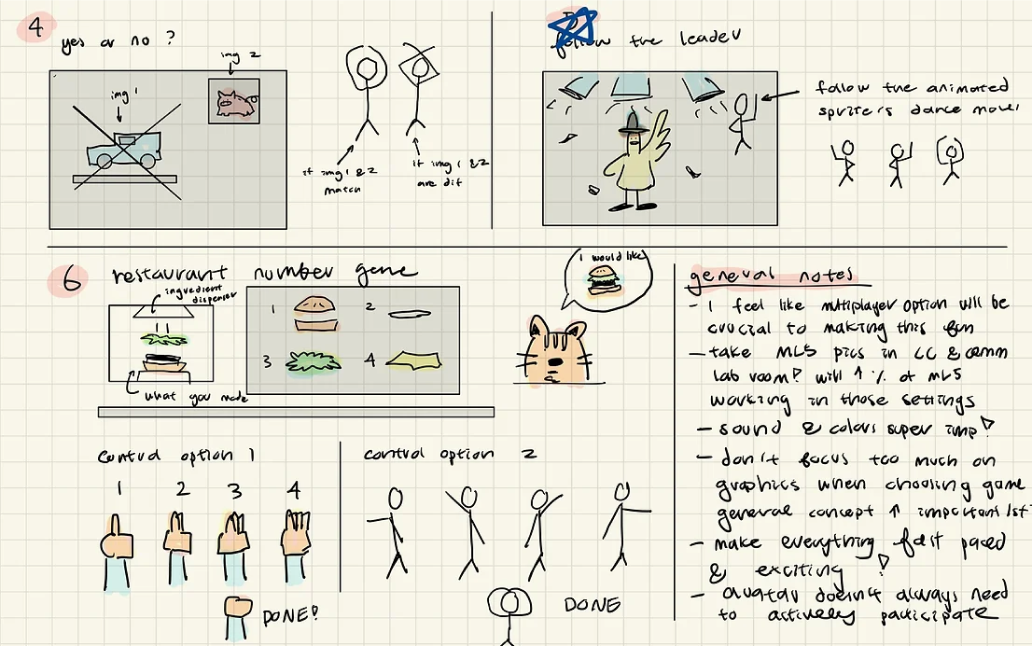 4
yes or no ?
img 1
img 2
if img 1 & 2
match
if img 1 & 2
are dif
follow the leader
follow the animated
sprite's dance moves
6
restaurant number game
ingredient
dispenser
what you made
1
2
3
4
I would like
control option 1
1 2 3 4
DONE!
control option 2
DONE
general notes
- I feel like multiplayer option will be
crucial to making this fun
- take ML5 pics in LC & comm
lab room! will ↑ % of ML5
working in those settings
- sound & colors super imp!
- don't focus too much on
graphics when choosing game
general concept ↑ important 1st
- make everything fast paced
& exciting!
- avatar doesn't always need
to actively participate